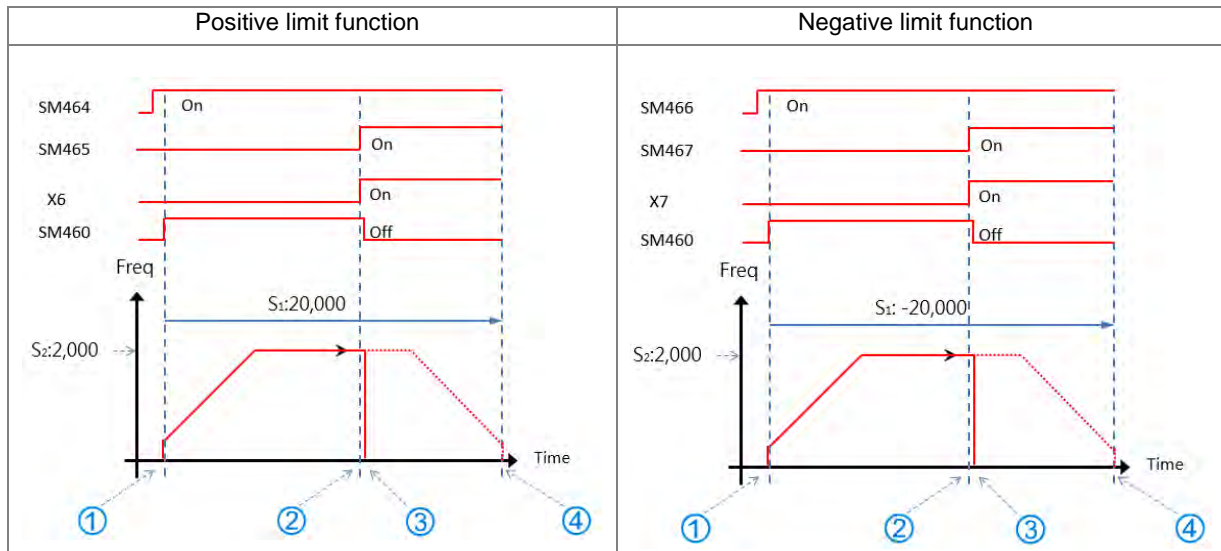 Positive limit function
Negative limit function
SM464
On
SM465
On
X6
On
SM460
Off
Freq
S1:20,000
S2:2,000
Time
1
2
3
4
SM466
On
SM467
On
X7
On
SM460
Off
Freq
S1: -20,000
S2:2,000
Time
1
2
3
4